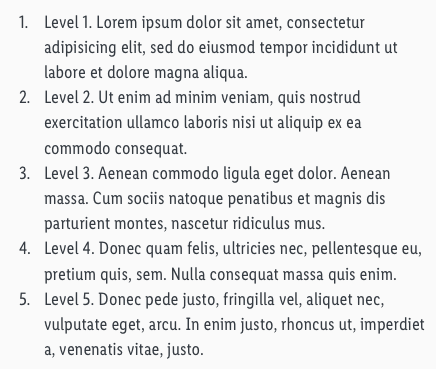 1. Level 1. Lorem ipsum dolor sit amet, consectetur
adipisicing elit, sed do eiusmod tempor incididunt ut
labore et dolore magna aliqua.
2. Level 2. Ut enim ad minim veniam, quis nostrud
exercitation ullamco laboris nisi ut aliquip ex ea
commodo consequat.
3. Level 3. Aenean commodo ligula eget dolor. Aenean
massa. Cum sociis natoque penatibus et magnis dis
parturient montes, nascetur ridiculus mus.
4. Level 4. Donec quam felis, ultricies nec, pellentesque eu,
pretium quis, sem. Nulla consequat massa quis enim.
5. Level 5. Donec pede justo, fringilla vel, aliquet nec,
vulputate eget, arcu. In enim justo, rhoncus ut, imperdiet
a, venenatis vitae, justo.